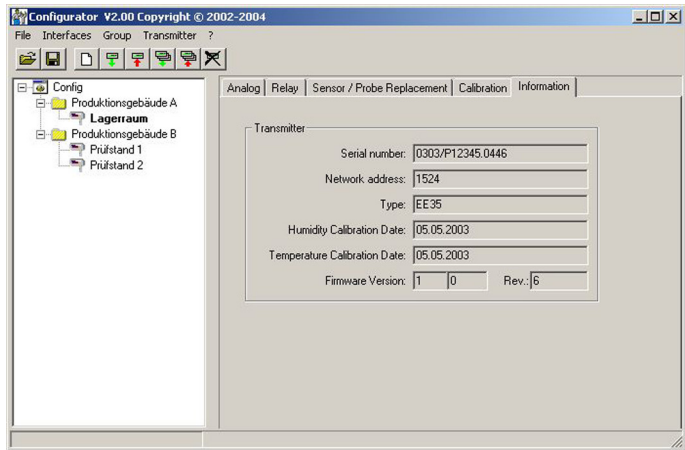 Configurator V2.00 Copyright © 2002-2004
File Interfaces Group Transmitter ?
Config
Produktionsgebäude A
Lagerraum
Produktionsgebäude B
Prüfstand 1
Prüfstand 2
Analog Relay Sensor / Probe Replacement Calibration Information
Transmitter
Serial number: 0303/P12345.0446
Network address: 1524
Type: EE35
Humidity Calibration Date: 05.05.2003
Temperature Calibration Date: 05.05.2003
Firmware Version: 1 0 Rev.: 6